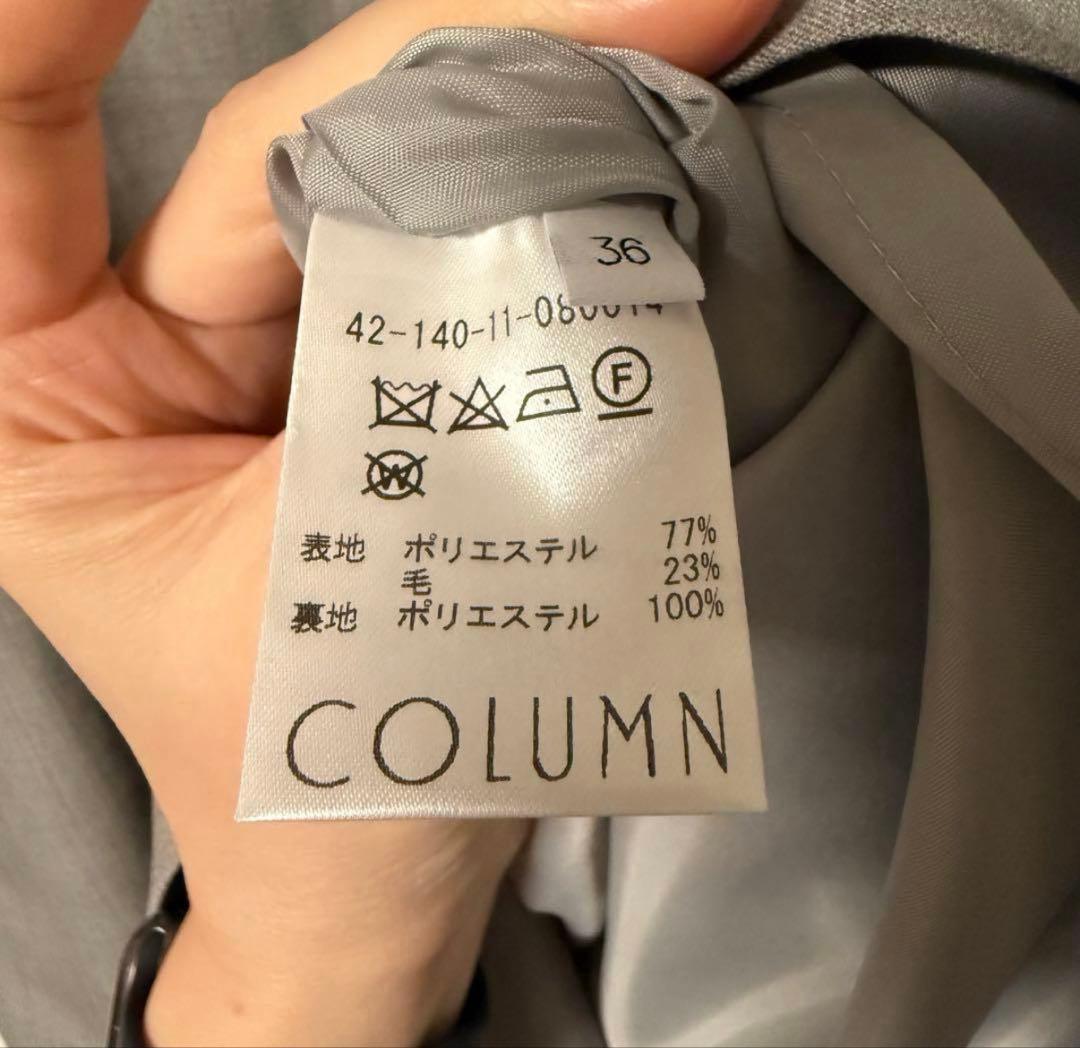 36
42-140-11-080014
F
W
表地 ポリエステル 77%
毛 23%
裏地 ポリエステル 100%
COLUMN